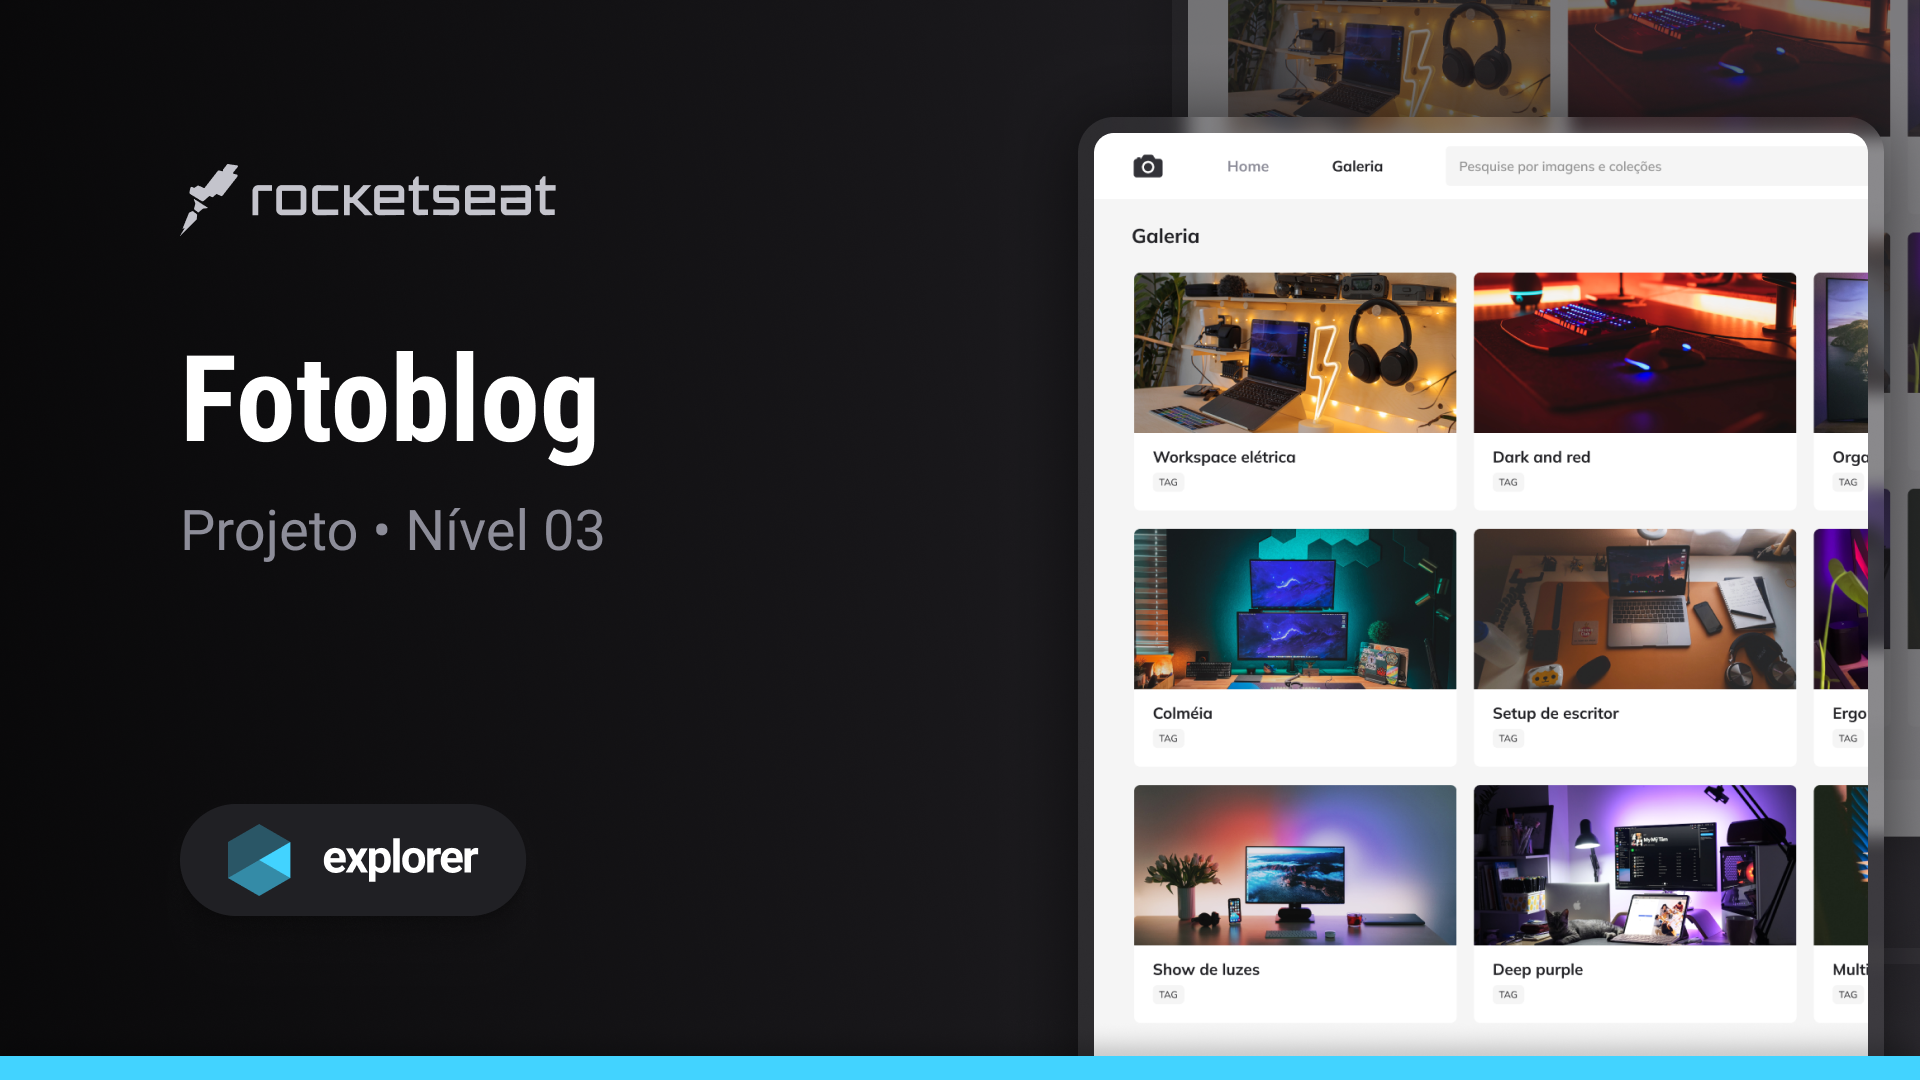 rocketseat
Fotoblog
Projeto • Nível 03
explorer
Home Galeria Pesquise por imagens e coleções
Galeria
Workspace elétrica
TAG
Dark and red
TAG
Orga
TAG
Colméia
TAG
Setup de escritor
TAG
Ergo
TAG
Show de luzes
TAG
Deep purple
TAG
Multi
TAG